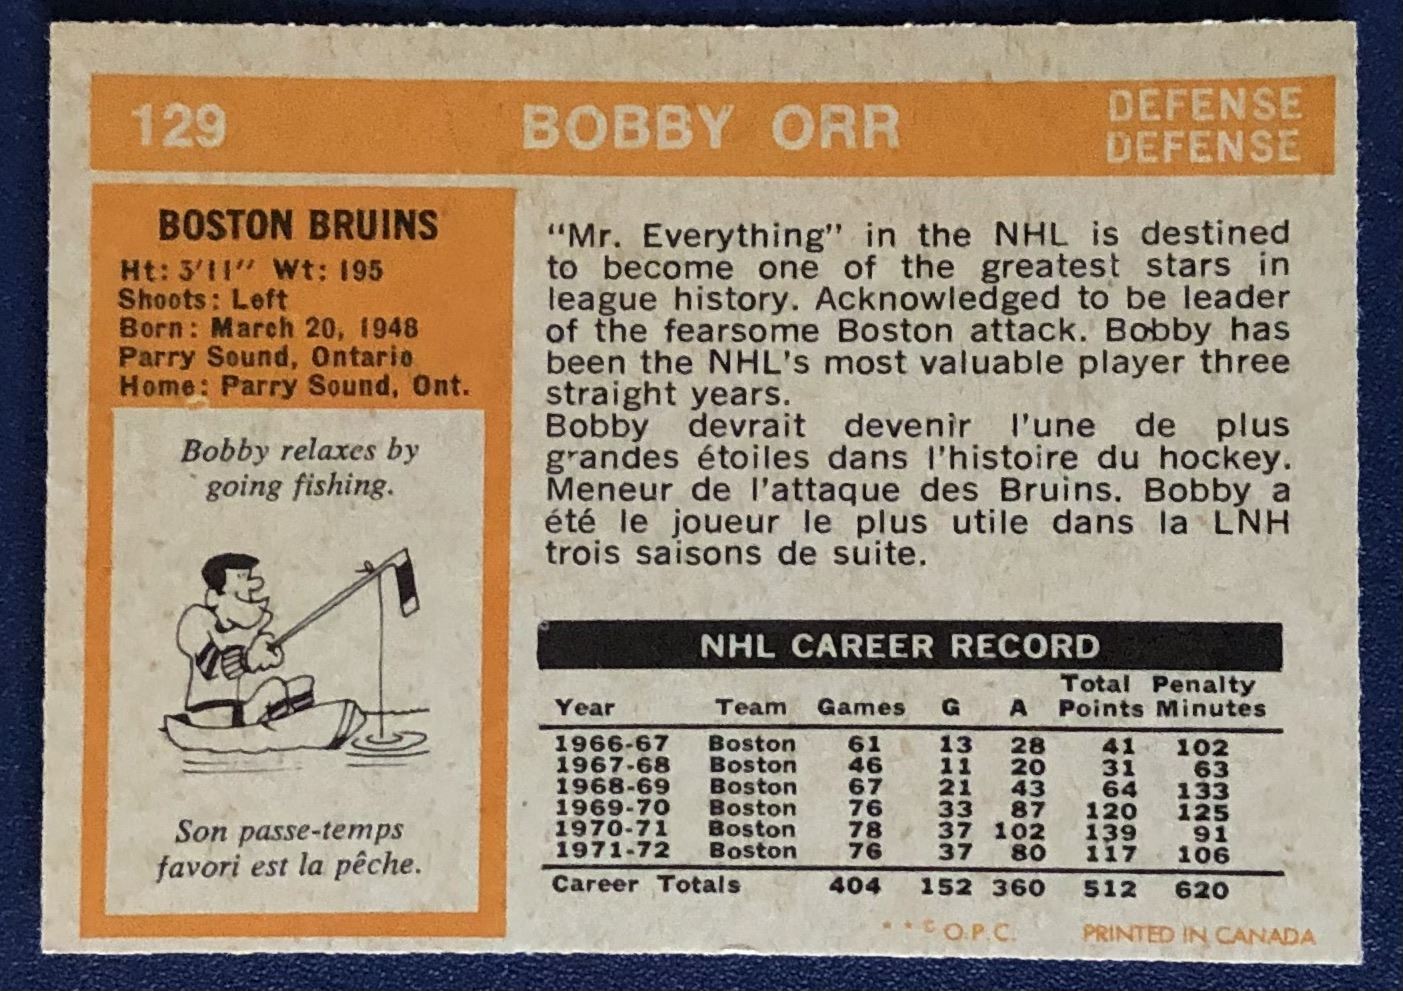 129 BOBBY ORR DEFENSE
DEFENSE
BOSTON BRUINS
Ht: 5'11" Wt: 195
Shoots: Left
Born: March 20, 1948
Parry Sound, Ontario
Home: Parry Sound, Ont.
Bobby relaxes by
going fishing.
Son passe-temps
favori est la pêche.
"Mr. Everything" in the NHL is destined
to become one of the greatest stars in
league history. Acknowledged to be leader
of the fearsome Boston attack. Bobby has
been the NHL's most valuable player three
straight years.
Bobby devrait devenir l'une de plus
grandes étoiles dans l'histoire du hockey.
Meneur de l'attaque des Bruins. Bobby a
été le joueur le plus utile dans la LNH
trois saisons de suite.
NHL CAREER RECORD
Total Penalty
Year Team Games G A Points Minutes
1966-67 Boston 61 13 28 41 102
1967-68 Boston 46 11 20 31 63
1968-69 Boston 67 21 43 64 133
1969-70 Boston 76 33 87 120 125
1970-71 Boston 78 37 102 139 91
1971-72 Boston 76 37 80 117 106
Career Totals 404 152 360 512 620
* * © O.P.C. PRINTED IN CANADA